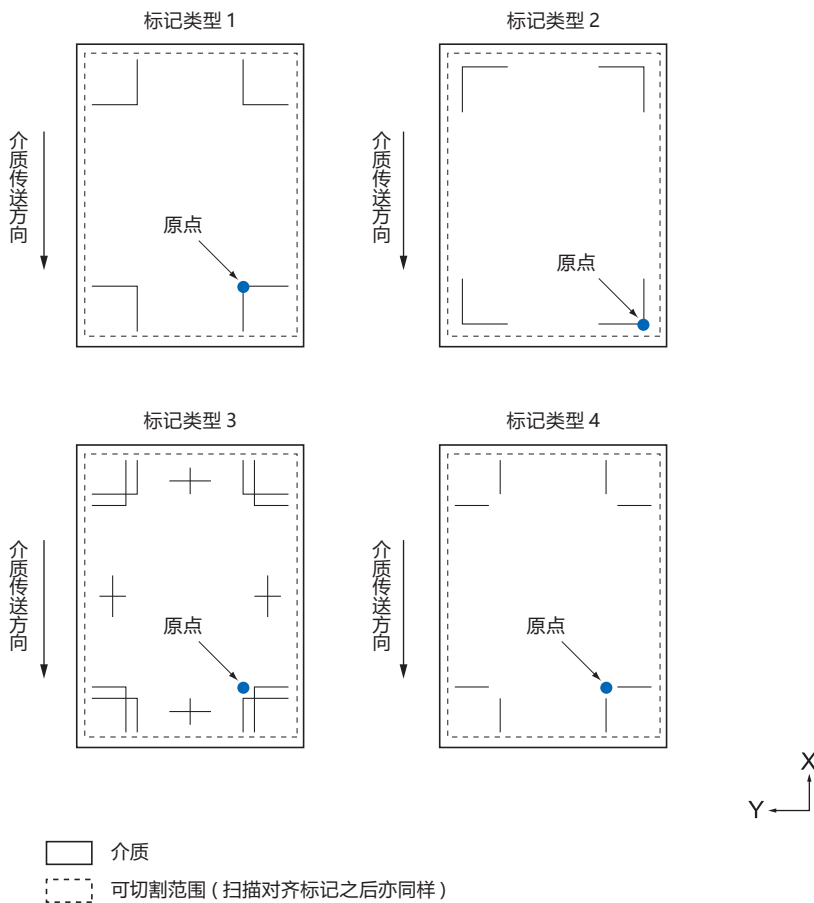 标记类型 1
标记类型 2
介质传送方向
原点
介质传送方向
原点
标记类型 3
标记类型 4
介质传送方向
原点
介质传送方向
原点
X
Y
介质
可切割范围 ( 扫描对齐标记之后亦同样 )